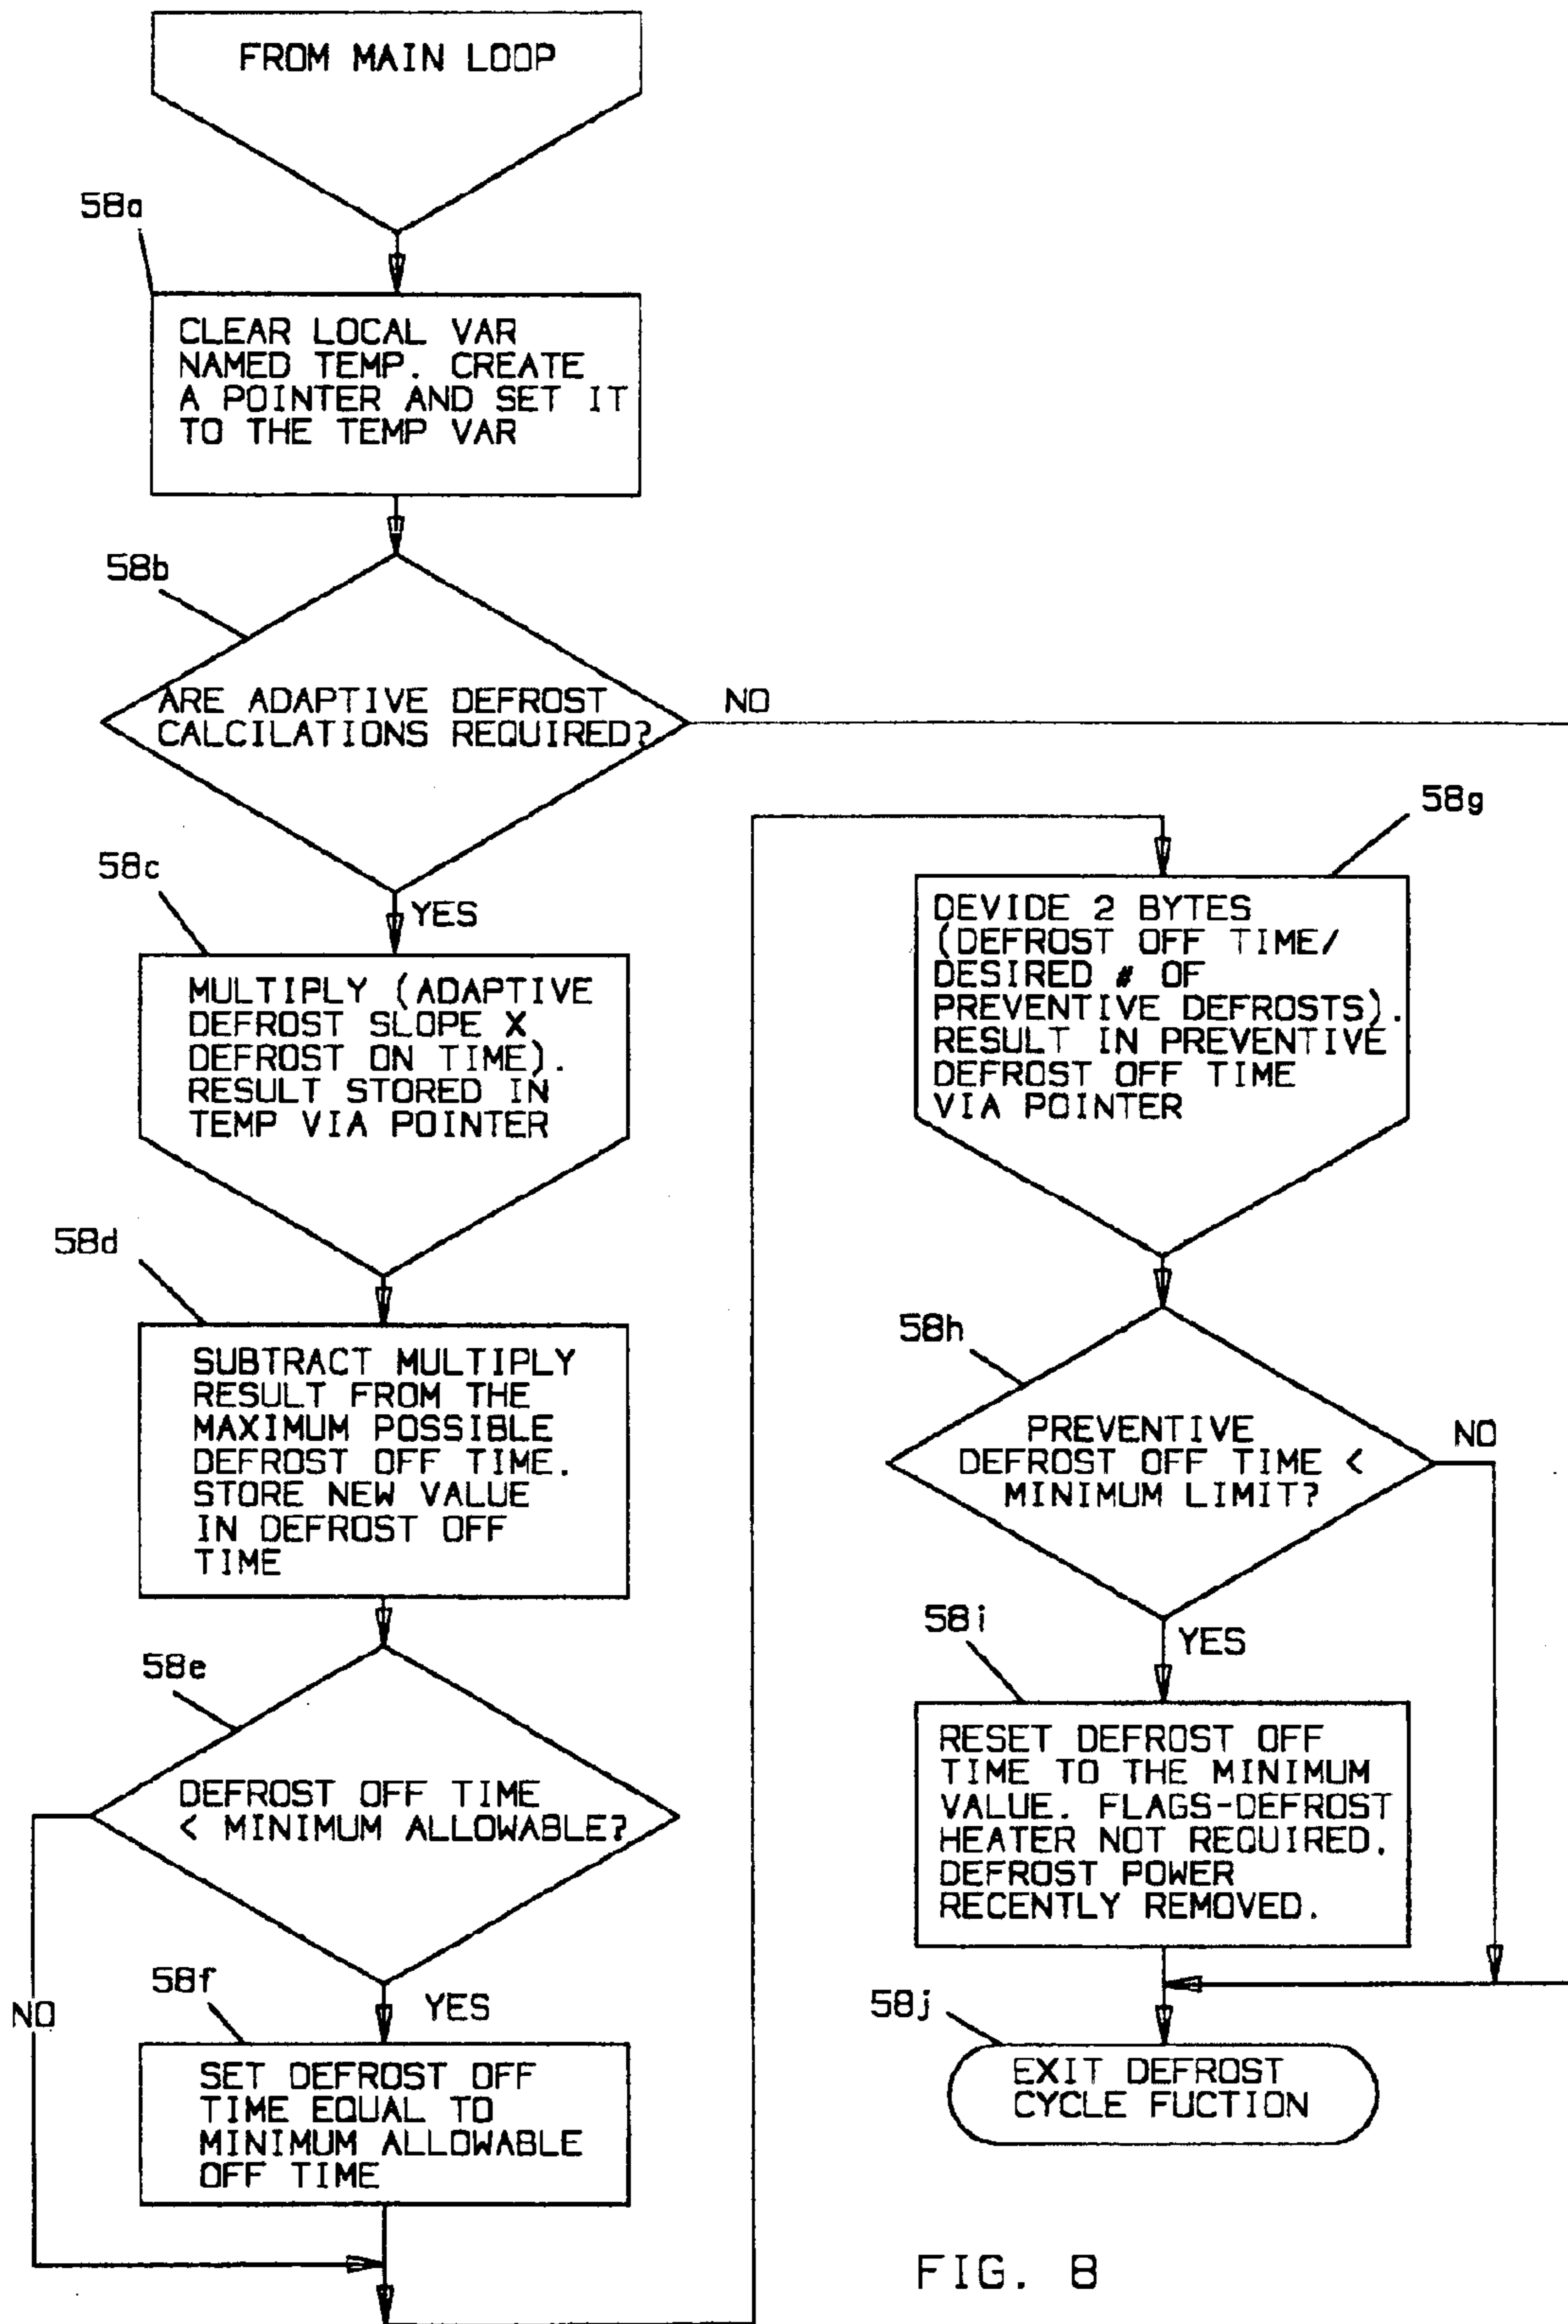 FROM MAIN LOOP
58a
CLEAR LOCAL VAR
NAMED TEMP. CREATE
A POINTER AND SET IT
TO THE TEMP VAR
58b
ARE ADAPTIVE DEFROST
CALCILATIONS REQUIRED?
NO
YES
58c
MULTIPLY (ADAPTIVE
DEFROST SLOPE X
DEFROST ON TIME).
RESULT STORED IN
TEMP VIA POINTER
58d
SUBTRACT MULTIPLY
RESULT FROM THE
MAXIMUM POSSIBLE
DEFROST OFF TIME.
STORE NEW VALUE
IN DEFROST OFF
TIME
58e
DEFROST OFF TIME
< MINIMUM ALLOWABLE?
NO
YES
58f
SET DEFROST OFF
TIME EQUAL TO
MINIMUM ALLOWABLE
OFF TIME
58g
DEVIDE 2 BYTES
(DEFROST OFF TIME/
DESIRED # OF
PREVENTIVE DEFROSTS).
RESULT IN PREVENTIVE
DEFROST OFF TIME
VIA POINTER
58h
PREVENTIVE
DEFROST OFF TIME <
MINIMUM LIMIT?
NO
YES
58i
RESET DEFROST OFF
TIME TO THE MINIMUM
VALUE. FLAGS-DEFROST
HEATER NOT REQUIRED.
DEFROST POWER
RECENTLY REMOVED.
58j
EXIT DEFROST
CYCLE FUCTION
FIG. 8